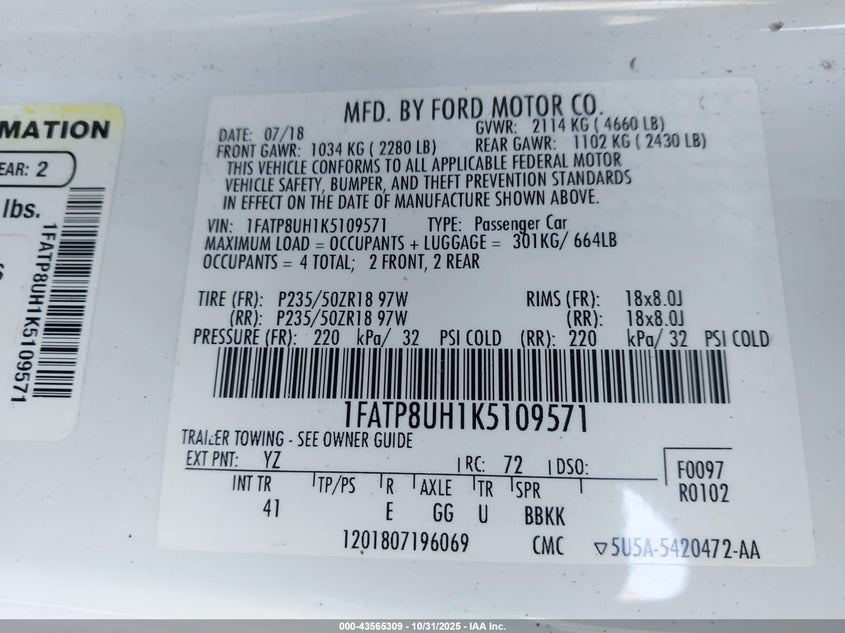 MATION
EAR: 2
lbs.
1FATP8UH1K5109571
MFD. BY FORD MOTOR CO.
DATE: 07/18 GVWR: 2114 KG ( 4660 LB)
FRONT GAWR: 1034 KG ( 2280 LB) REAR GAWR: 1102 KG ( 2430 LB)
THIS VEHICLE CONFORMS TO ALL APPLICABLE FEDERAL MOTOR
VEHICLE SAFETY, BUMPER, AND THEFT PREVENTION STANDARDS
IN EFFECT ON THE DATE OF MANUFACTURE SHOWN ABOVE.
VIN: 1FATP8UH1K5109571 TYPE: Passenger Car
MAXIMUM LOAD = OCCUPANTS + LUGGAGE = 301KG/ 664LB
OCCUPANTS = 4 TOTAL; 2 FRONT, 2 REAR
TIRE (FR): P235/50ZR18 97W RIMS (FR): 18x8.0J
(RR): P235/50ZR18 97W (RR): 18x8.0J
PRESSURE (FR): 220 kPa/ 32 PSI COLD (RR): 220 kPa/ 32 PSI COLD
1FATP8UH1K5109571
TRAILER TOWING - SEE OWNER GUIDE
EXT PNT: YZ RC: 72 DSO: F0097
INT TR TP/PS R AXLE TR SPR R0102
41 E GG U BBKK
1201807196069 CMC ▽5U5A-5420472-AA
000-43565309 - 10/31/2025 - IAA Inc.